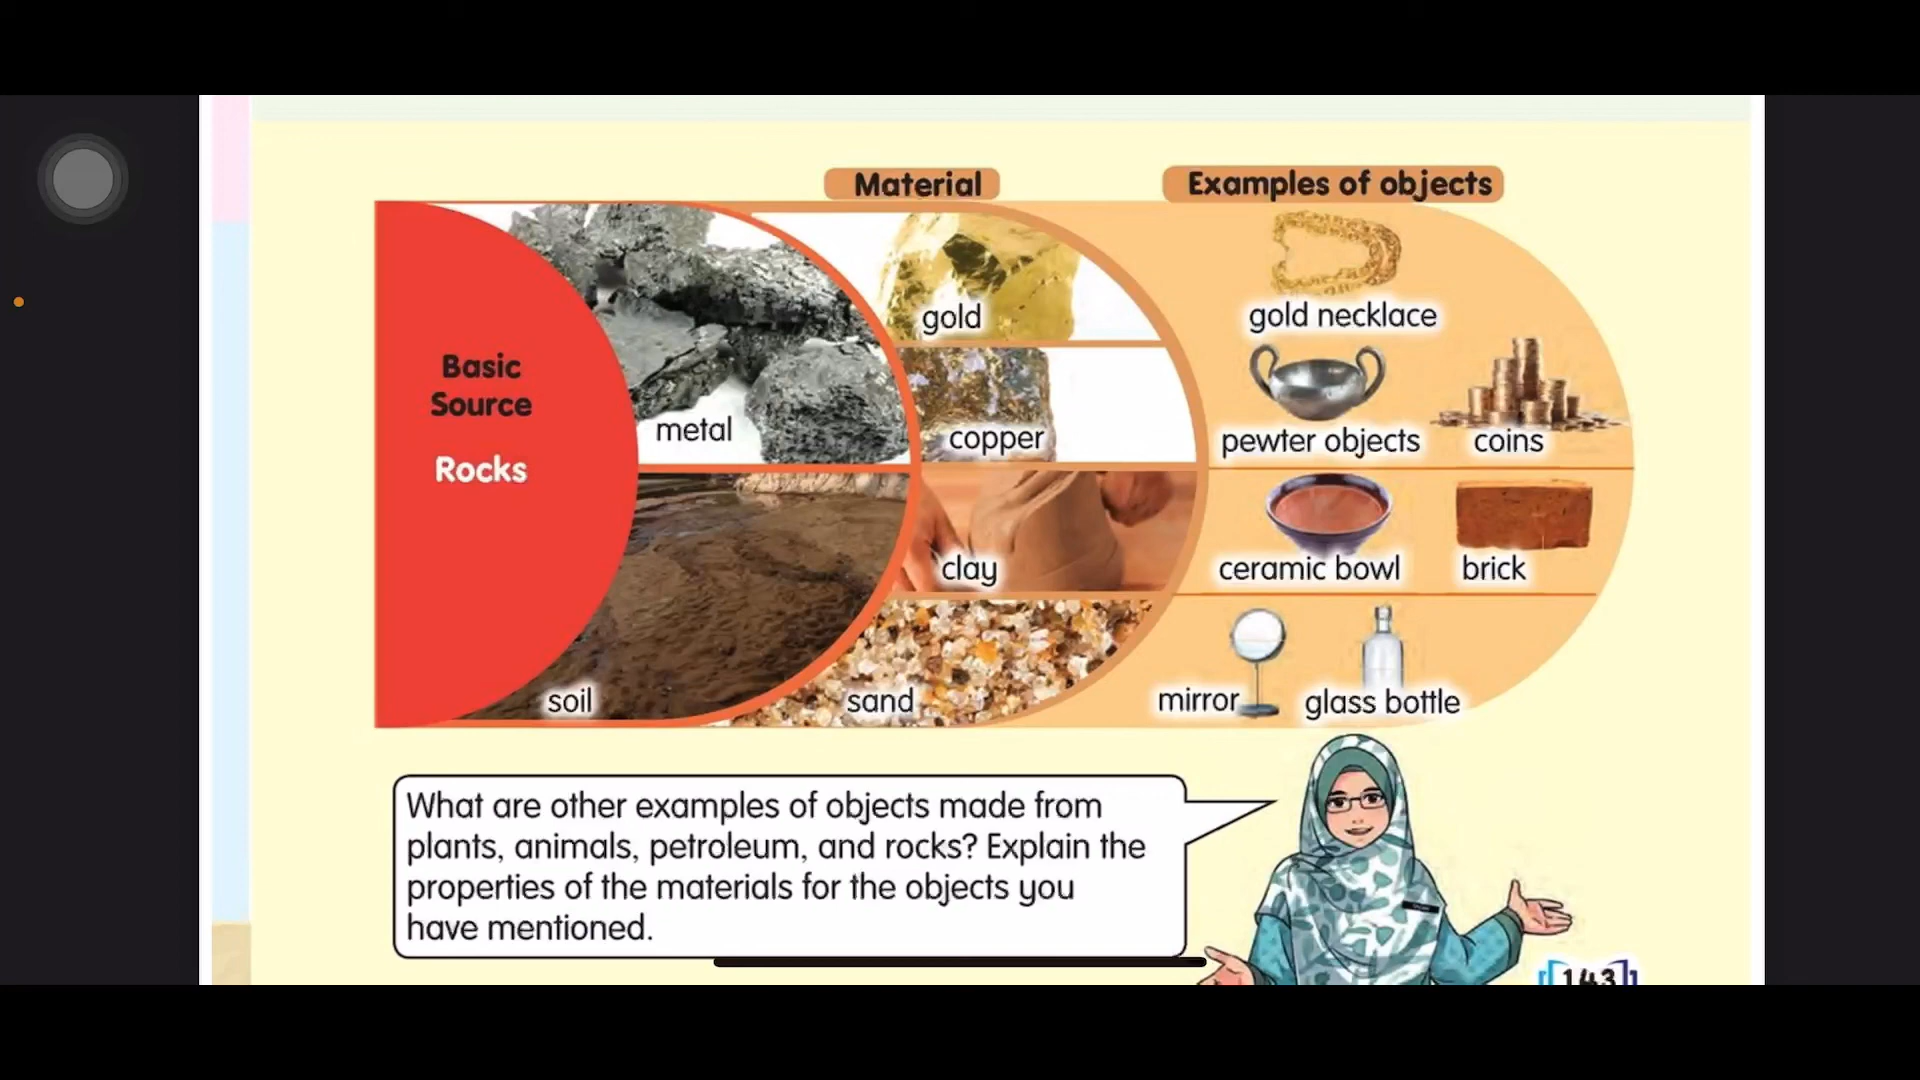 Material
Examples of objects
Basic
Source
Rocks
metal
soil
gold
copper
clay
sand
gold necklace
pewter objects
coins
ceramic bowl
brick
mirror
glass bottle
What are other examples of objects made from
plants, animals, petroleum, and rocks? Explain the
properties of the materials for the objects you
have mentioned.
143